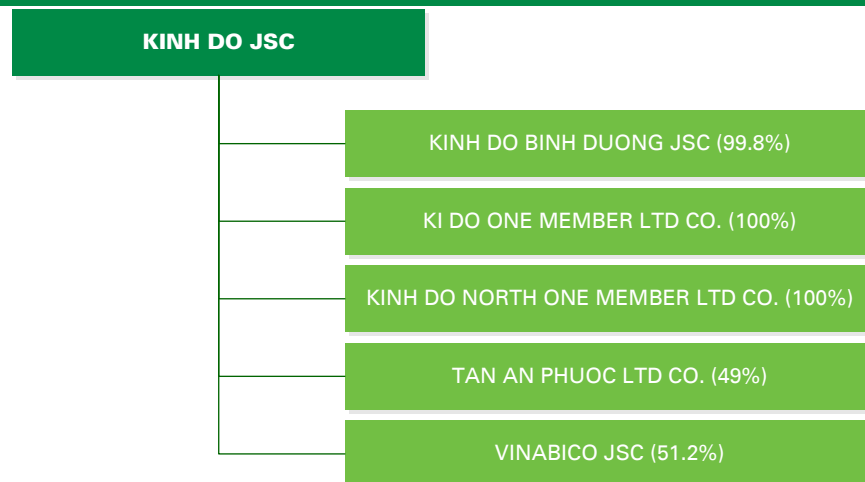 KINH DO JSC
KINH DO BINH DUONG JSC (99.8%)
KI DO ONE MEMBER LTD CO. (100%)
KINH DO NORTH ONE MEMBER LTD CO. (100%)
TAN AN PHUOC LTD CO. (49%)
VINABICO JSC (51.2%)